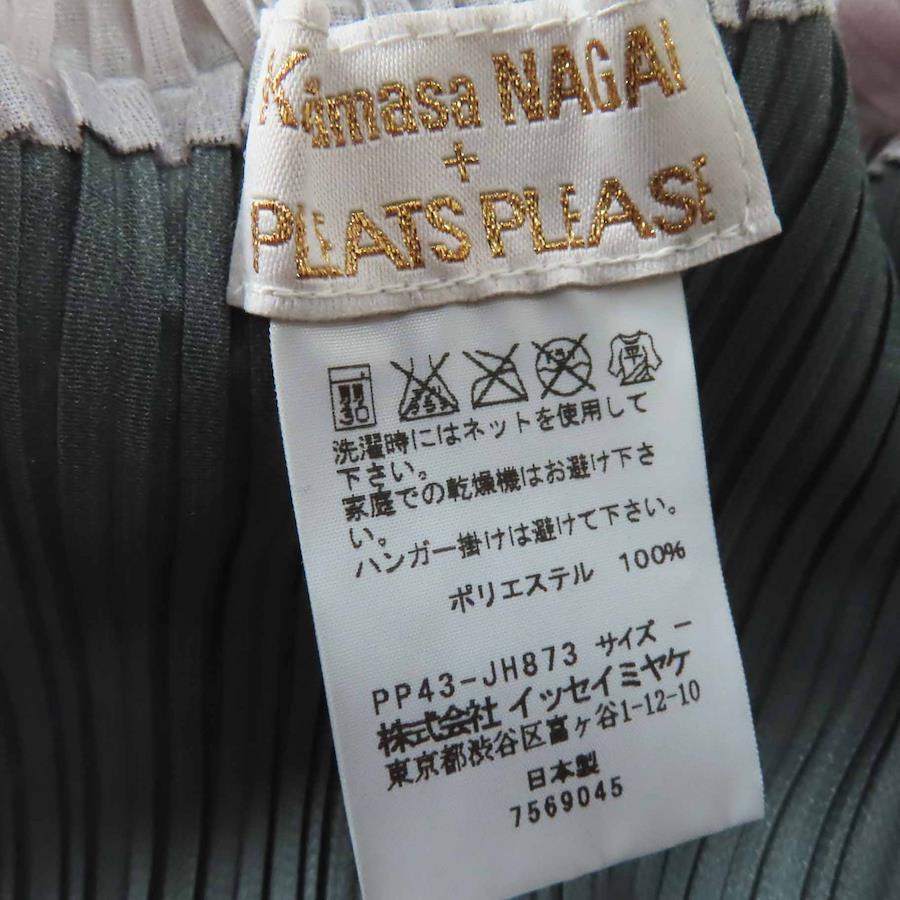 Kimasa NAGAI
+
PLEATS PLEASE
弱
30
平
洗濯時にはネットを使用して
下さい。
家庭での乾燥機はお避け下さ
い。
ハンガー掛けは避けて下さい。
ポリエステル 100%
PP43-JH873 サイズ －
株式会社 イッセイミヤケ
東京都渋谷区富ヶ谷1-12-10
日本製
7569045